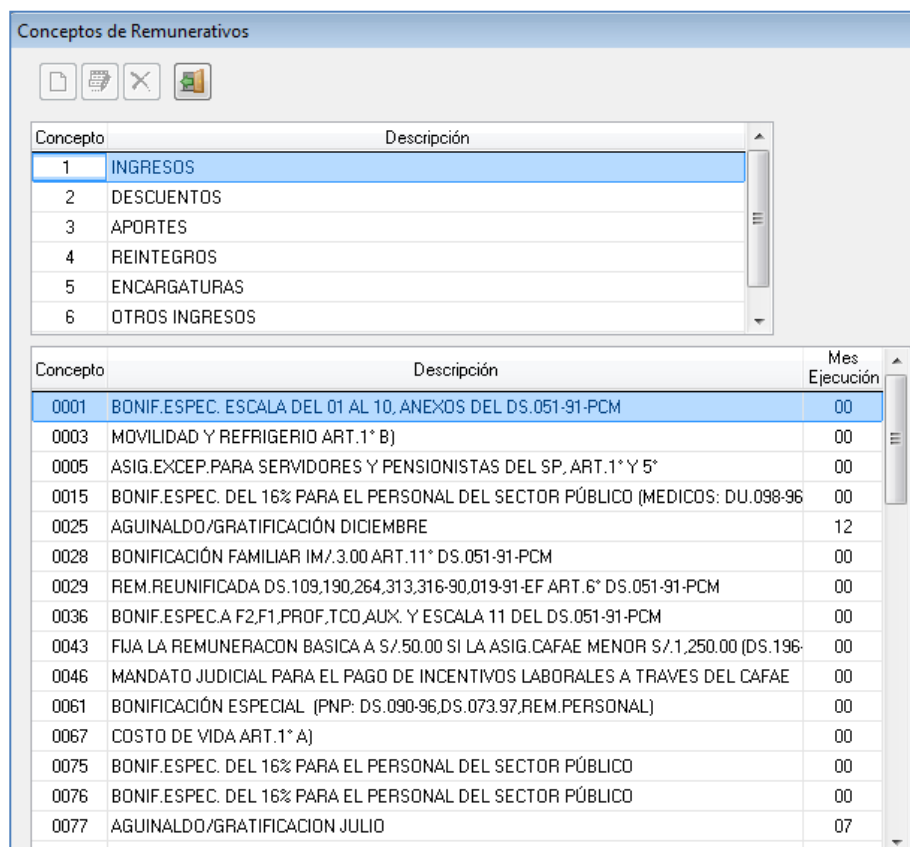 Conceptos de Remunerativos
Concepto Descripción
1 INGRESOS
2 DESCUENTOS
3 APORTES
4 REINTEGROS
5 ENCARGATURAS
6 OTROS INGRESOS
Concepto Descripción Mes Ejecución
0001 BONIF.ESPEC. ESCALA DEL 01 AL 10, ANEXOS DEL DS.051-91-PCM 00
0003 MOVILIDAD Y REFRIGERIO ART.1° B) 00
0005 ASIG.EXCEP.PARA SERVIDORES Y PENSIONISTAS DEL SP, ART.1° Y 5° 00
0015 BONIF.ESPEC. DEL 16% PARA EL PERSONAL DEL SECTOR PÚBLICO (MEDICOS: DU.098-96 00
0025 AGUINALDO/GRATIFICACIÓN DICIEMBRE 12
0028 BONIFICACIÓN FAMILIAR IM/.3.00 ART.11° DS.051-91-PCM 00
0029 REM.REUNIFICADA DS.109,190,264,313,316-90,019-91-EF ART.6° DS.051-91-PCM 00
0036 BONIF.ESPEC.A F2,F1,PROF,TCO,AUX. Y ESCALA 11 DEL DS.051-91-PCM 00
0043 FIJA LA REMUNERACON BASICA A S/.50.00 SI LA ASIG.CAFAE MENOR S/.1,250.00 (DS.196- 00
0046 MANDATO JUDICIAL PARA EL PAGO DE INCENTIVOS LABORALES A TRAVES DEL CAFAE 00
0061 BONIFICACIÓN ESPECIAL (PNP: DS.090-96,DS.073.97,REM.PERSONAL) 00
0067 COSTO DE VIDA ART.1° A) 00
0075 BONIF.ESPEC. DEL 16% PARA EL PERSONAL DEL SECTOR PÚBLICO 00
0076 BONIF.ESPEC. DEL 16% PARA EL PERSONAL DEL SECTOR PÚBLICO 00
0077 AGUINALDO/GRATIFICACION JULIO 07